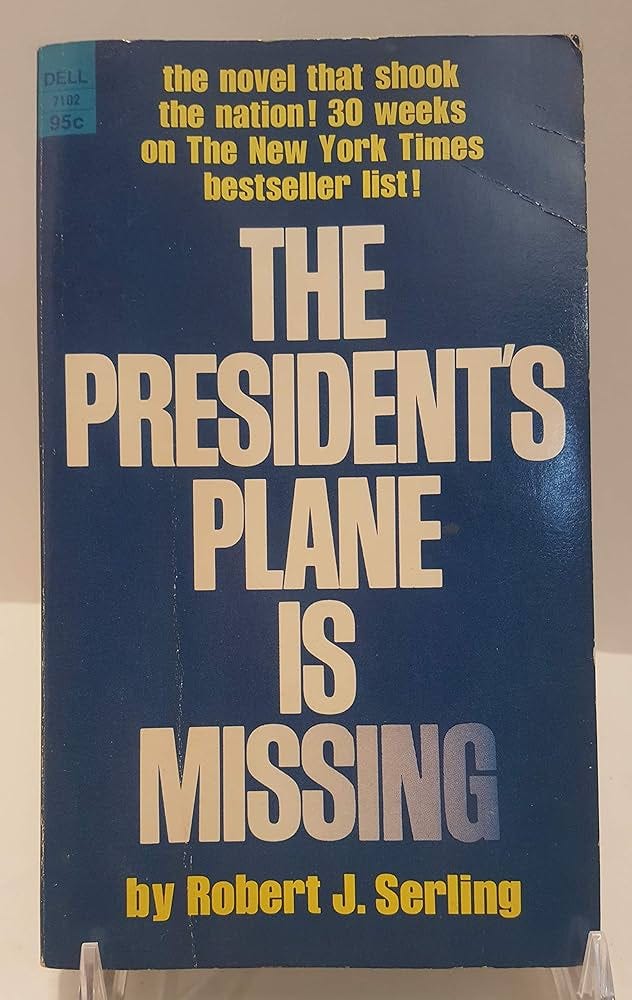 DELL
7102
95c
the novel that shook
the nation! 30 weeks
on The New York Times
bestseller list!
THE
PRESIDENT'S
PLANE
IS
MISSING
by Robert J. Serling